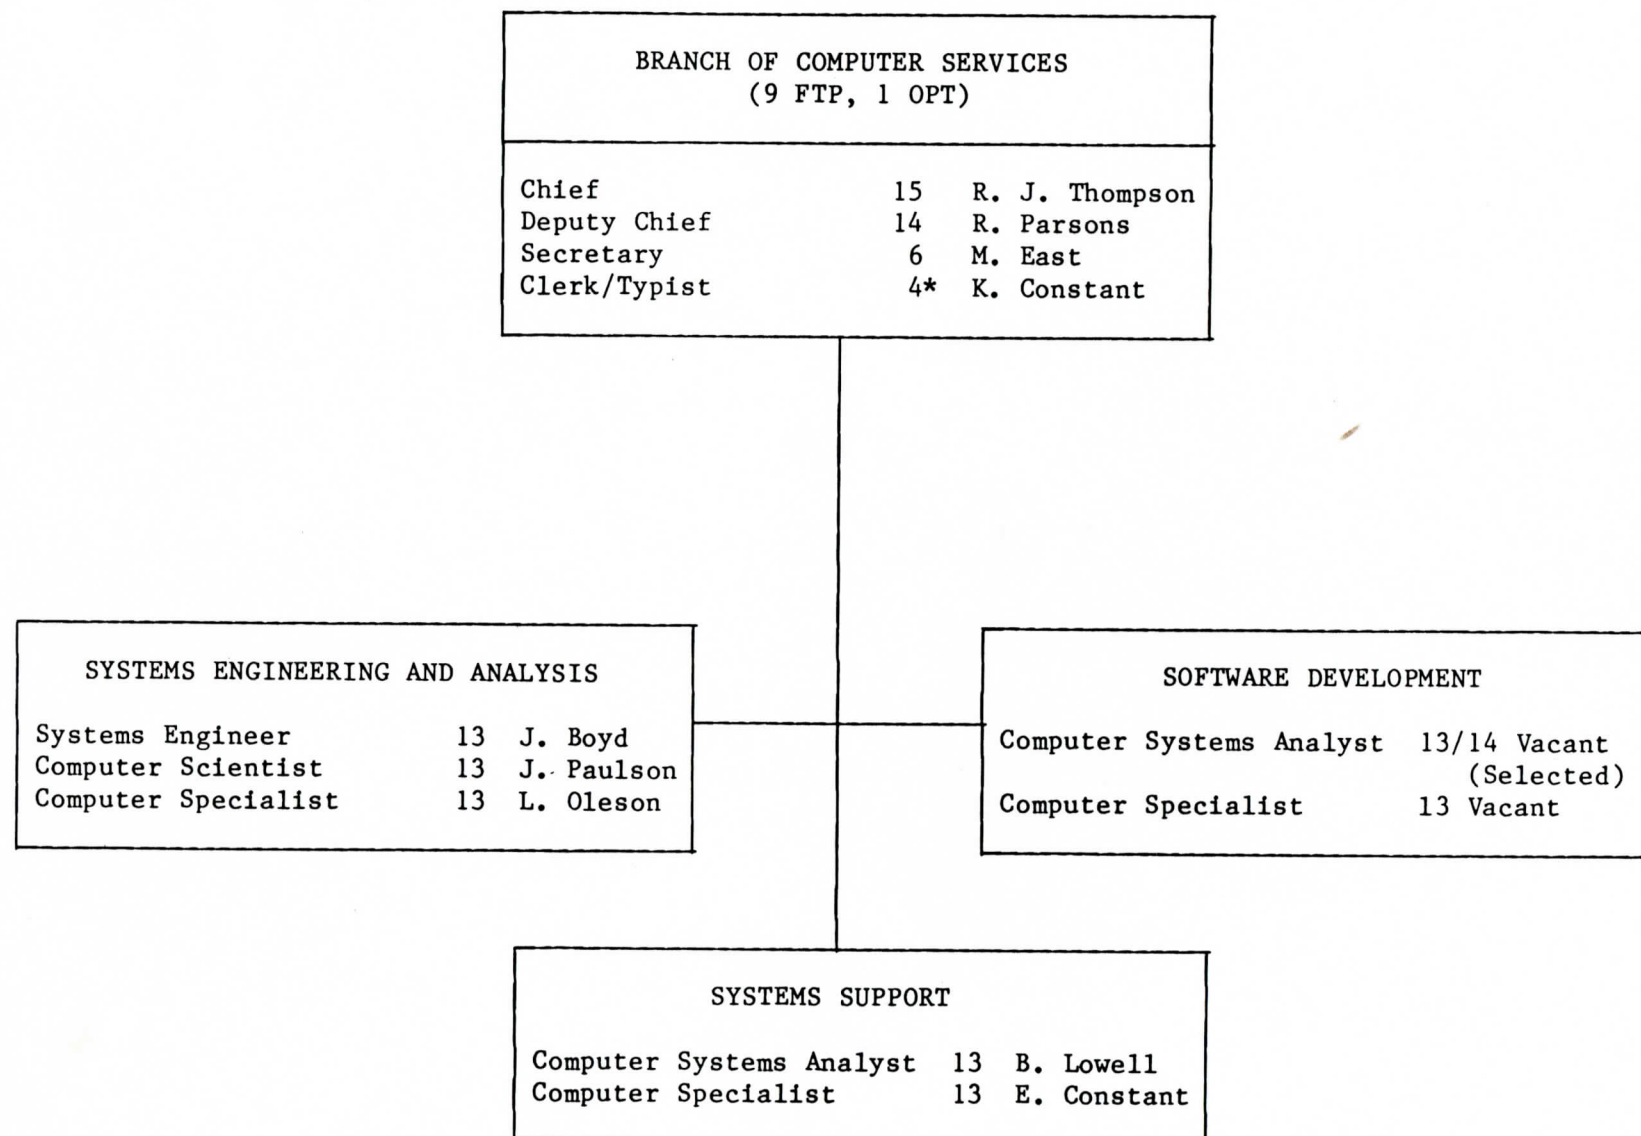 BRANCH OF COMPUTER SERVICES
(9 FTP, 1 OPT)
Chief 15 R. J. Thompson
Deputy Chief 14 R. Parsons
Secretary 6 M. East
Clerk/Typist 4* K. Constant
SYSTEMS ENGINEERING AND ANALYSIS
Systems Engineer 13 J. Boyd
Computer Scientist 13 J. Paulson
Computer Specialist 13 L. Oleson
SOFTWARE DEVELOPMENT
Computer Systems Analyst 13/14 Vacant
(Selected)
Computer Specialist 13 Vacant
SYSTEMS SUPPORT
Computer Systems Analyst 13 B. Lowell
Computer Specialist 13 E. Constant